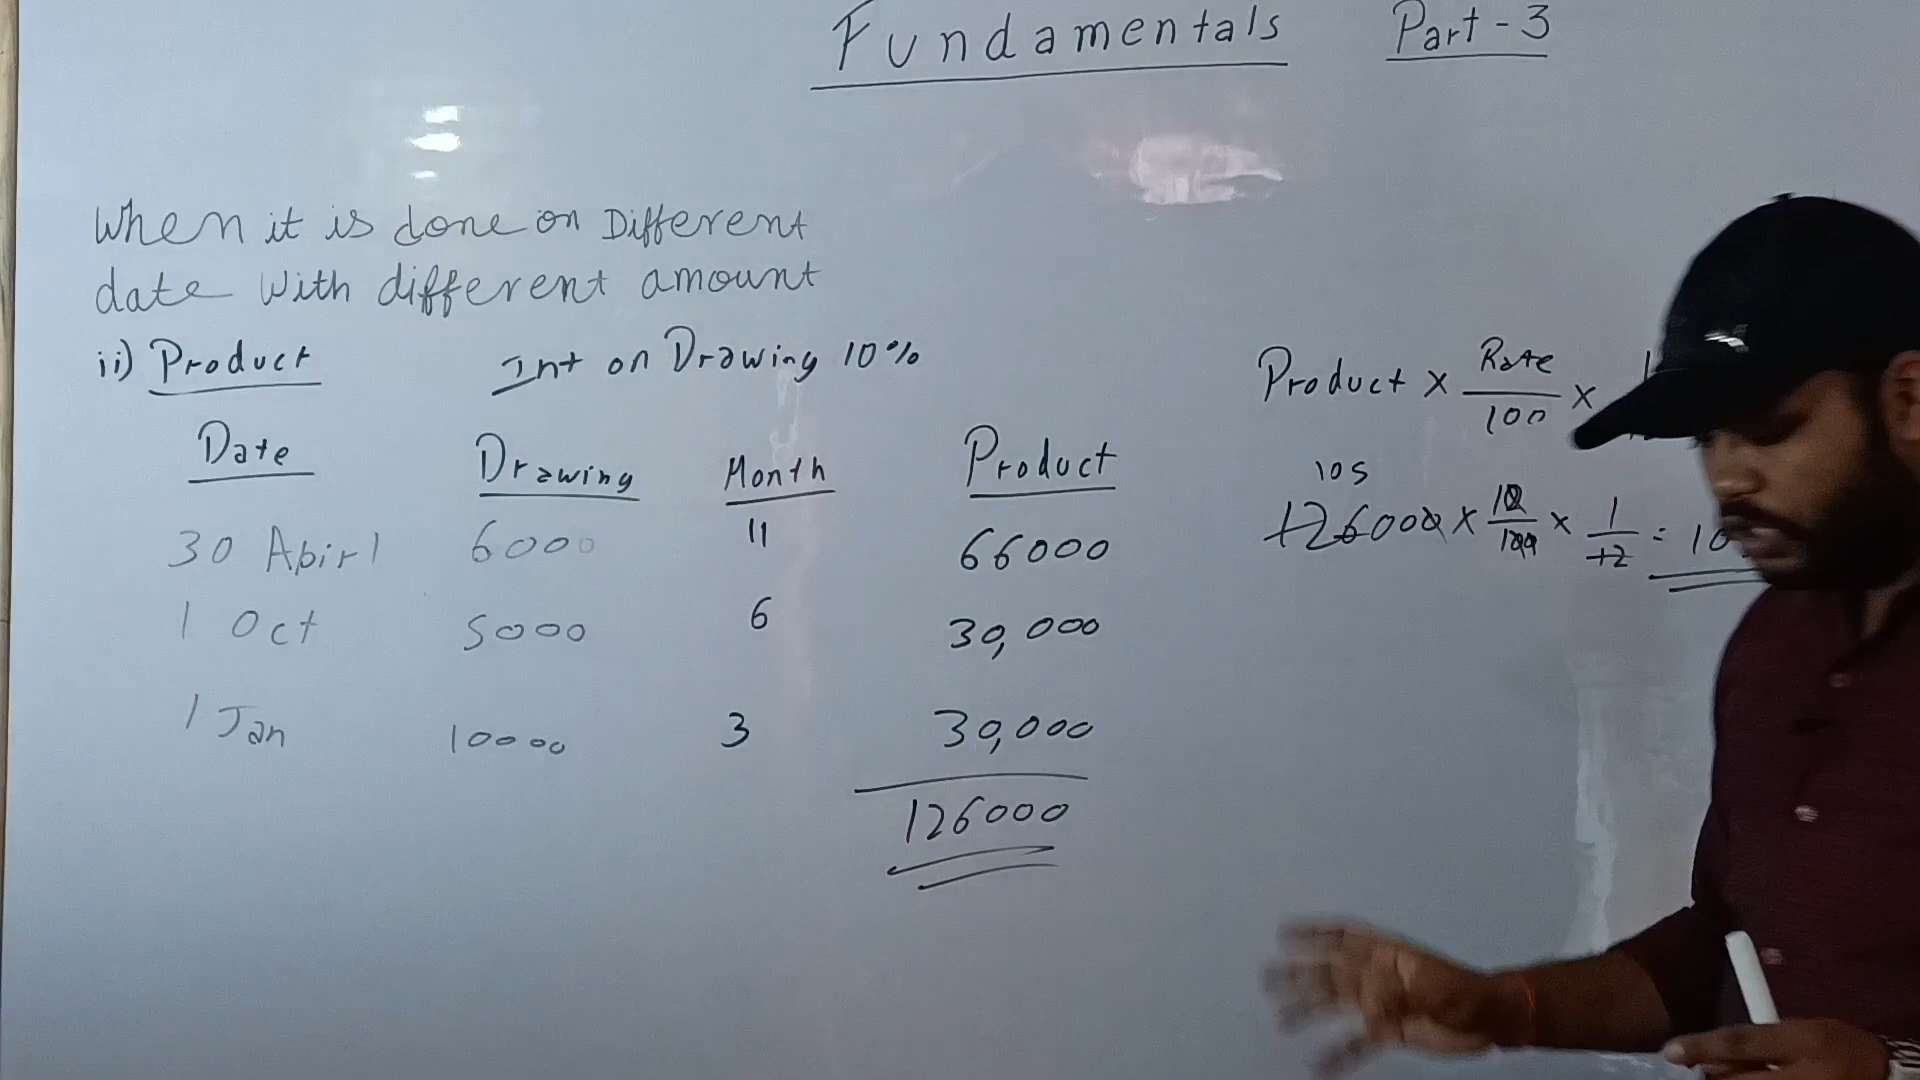 Fundamentals Part-3
When it is done on Different
date with different amount
ii) Product Int on Drawing 10%
Product × Rate/100 ×
Date Drawing Month Product
30 Abirl 6000 11 66000
105
126000 × 10/100 × 1/12 = 10
1 Oct 5000 6 30,000
1 Jan 10000 3 30,000
126000